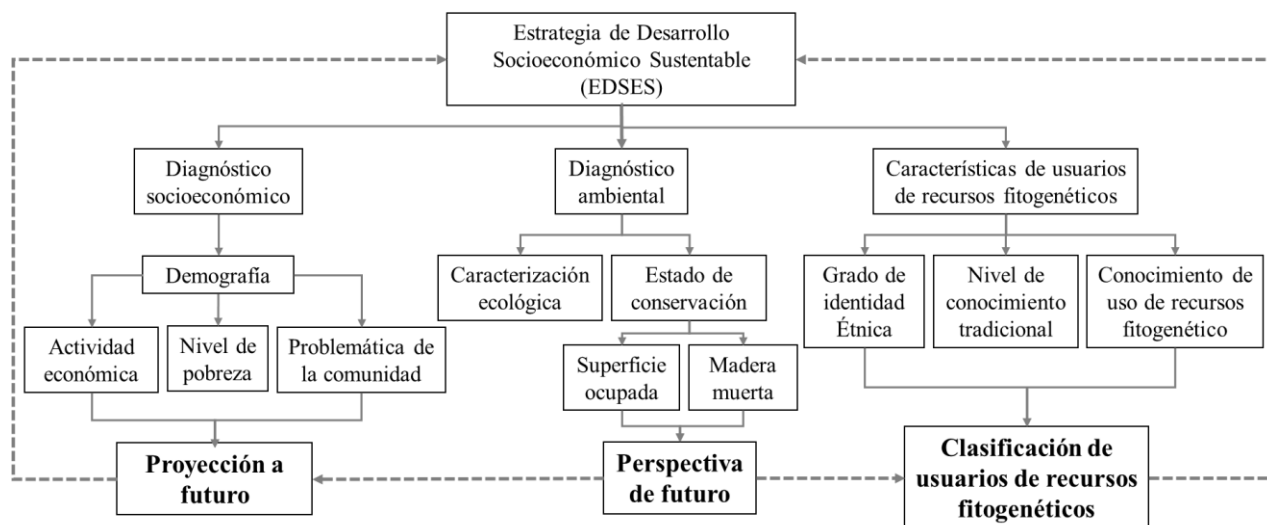 Estrategia de Desarrollo
Socioeconómico Sustentable
(EDSES)
Diagnóstico
socioeconómico
Diagnóstico
ambiental
Características de usuarios
de recursos fitogenéticos
Demografía
Caracterización
ecológica
Estado de
conservación
Grado de
identidad
Étnica
Nivel de
conocimiento
tradicional
Conocimiento de
uso de recursos
fitogenético
Actividad
económica
Nivel de
pobreza
Problemática de
la comunidad
Superficie
ocupada
Madera
muerta
Proyección a
futuro
Perspectiva
de futuro
Clasificación de
usuarios de recursos
fitogenéticos